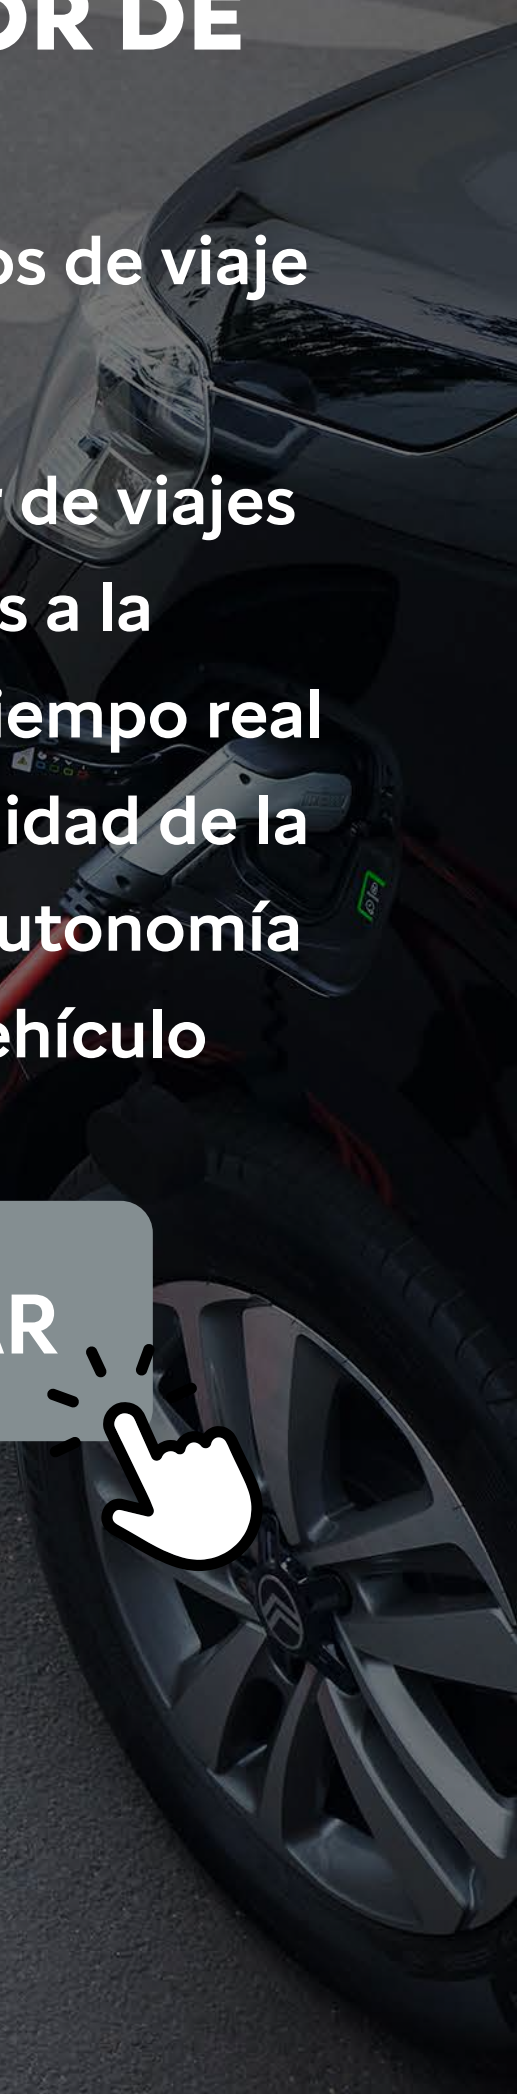 OR DE
os de viaje
r de viajes
s a la
iempo real
idad de la
utonomía
ehículo
AR